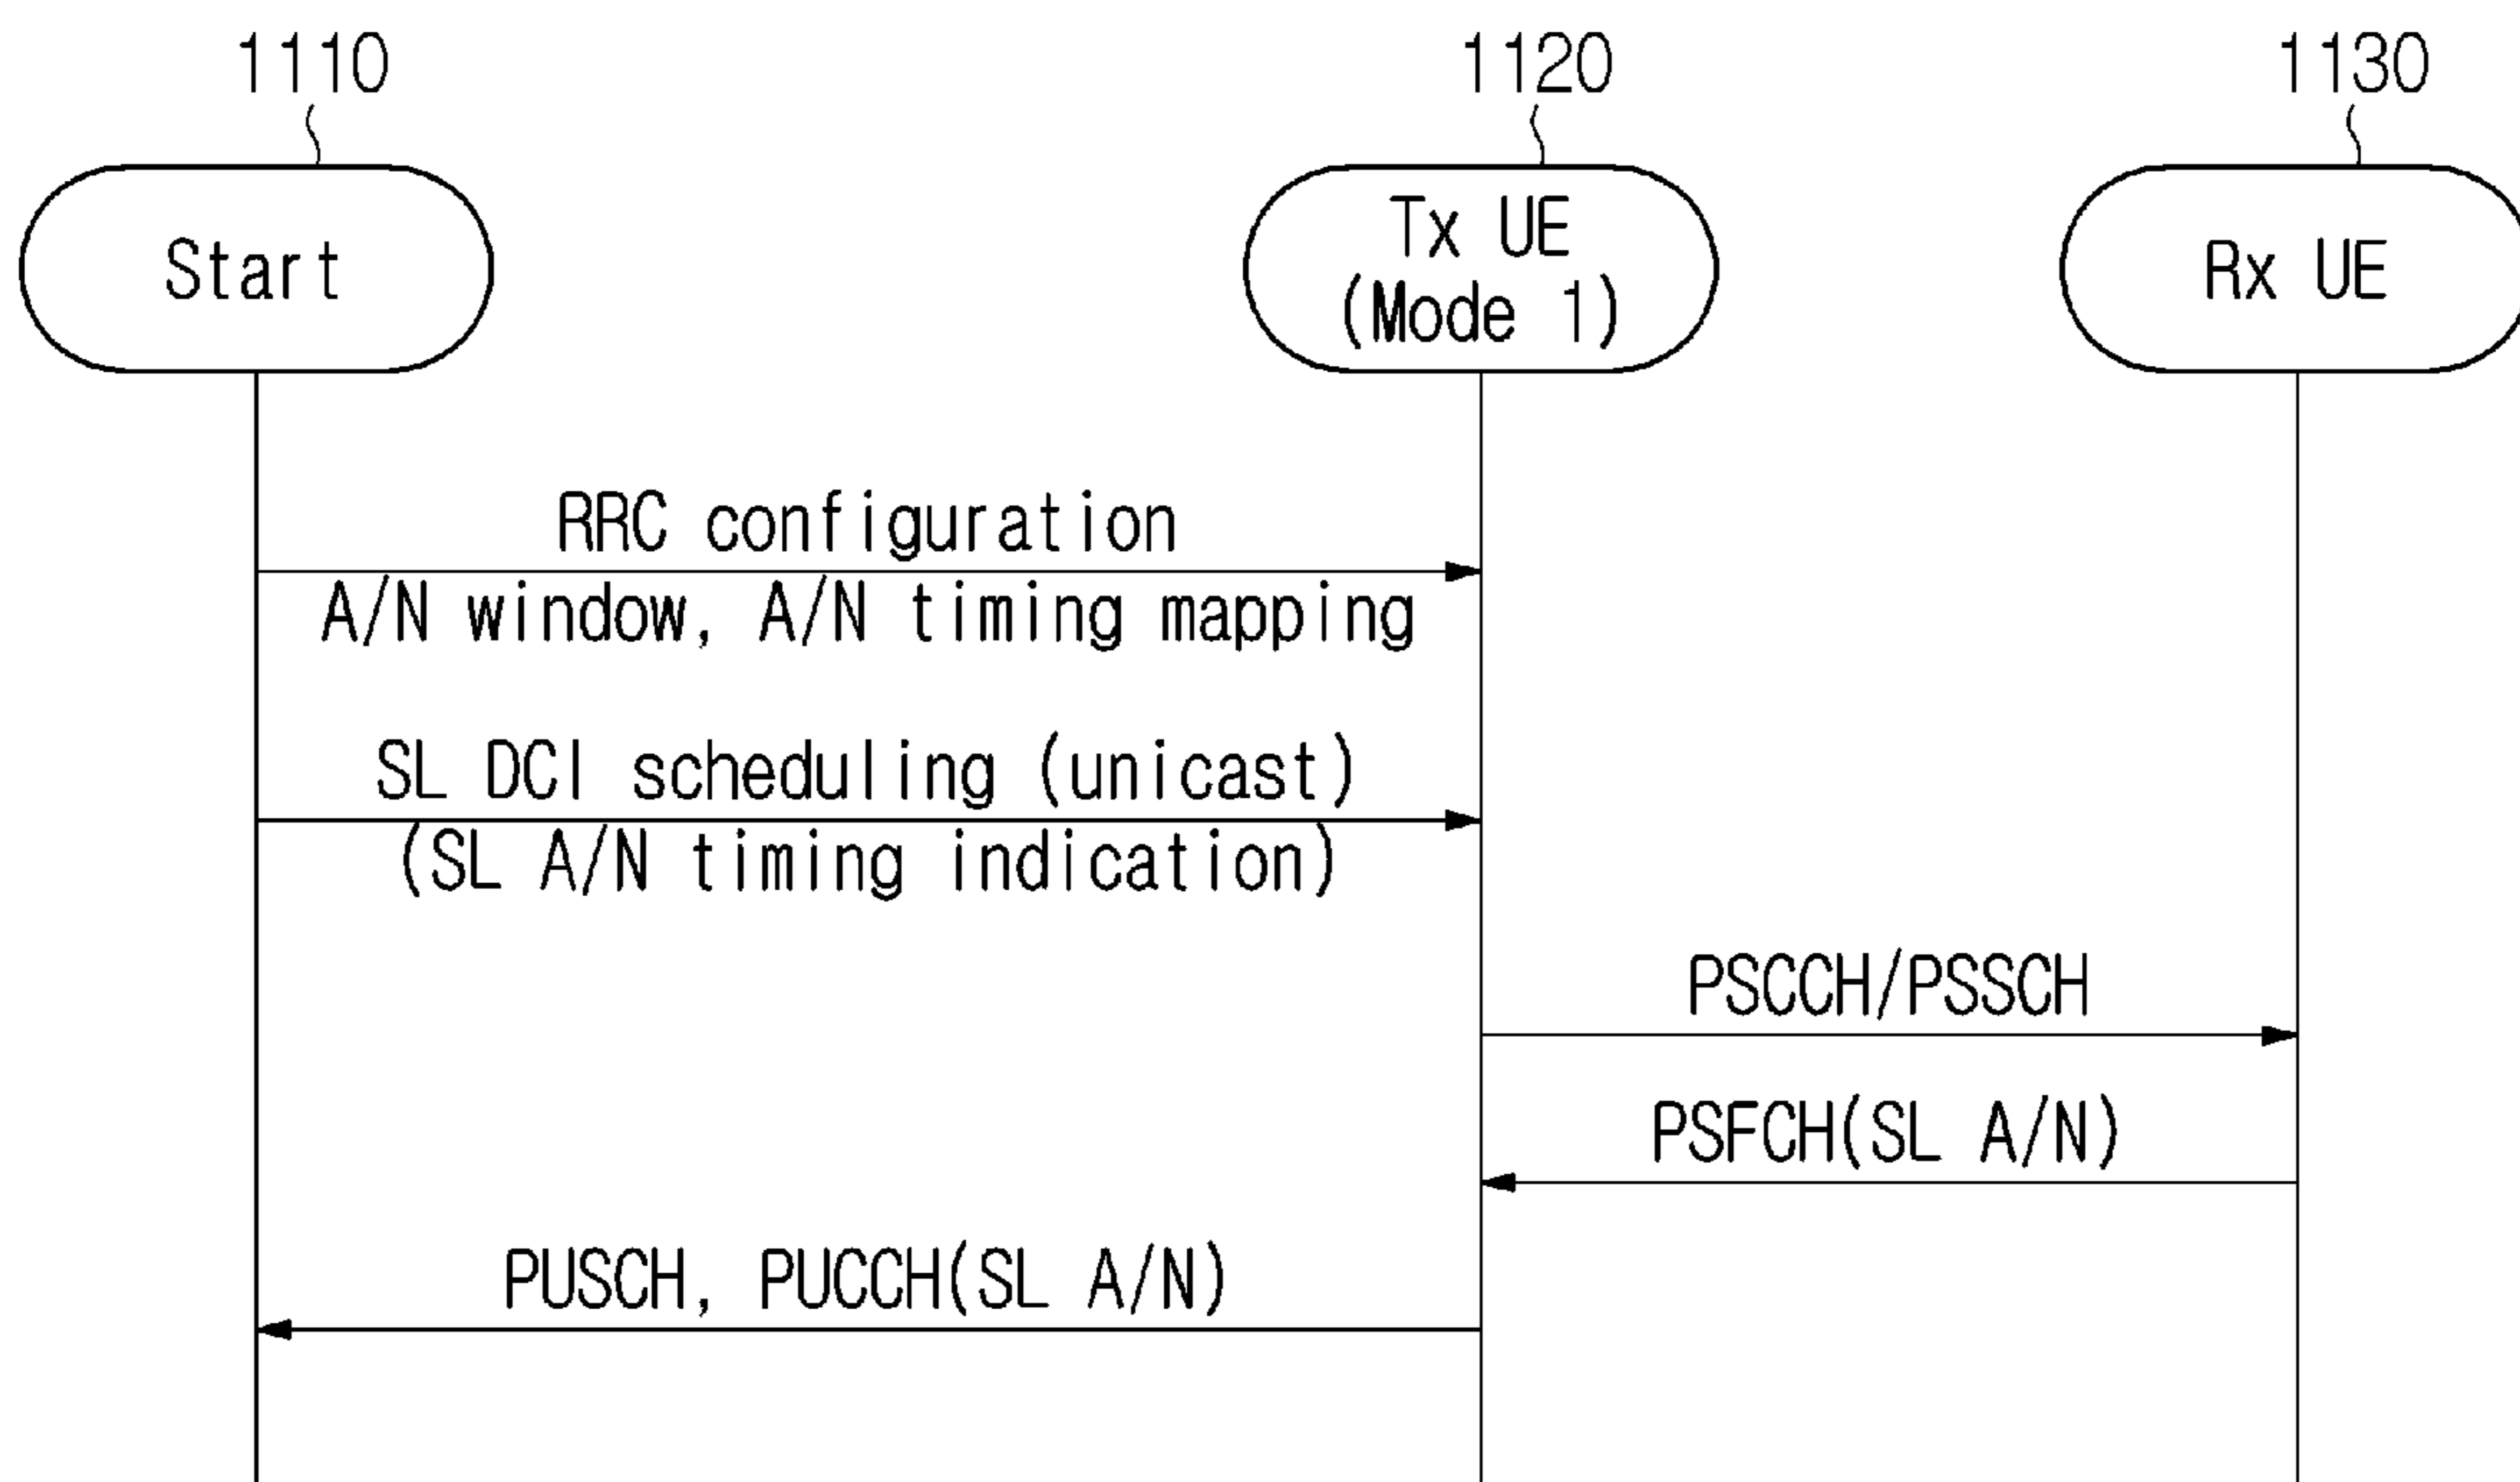 1110
1120
1130
Start
Tx UE
(Mode 1)
Rx UE
RRC configuration
A/N window, A/N timing mapping
SL DCI scheduling (unicast)
(SL A/N timing indication)
PSCCH/PSSCH
PSFCH(SL A/N)
PUSCH, PUCCH(SL A/N)